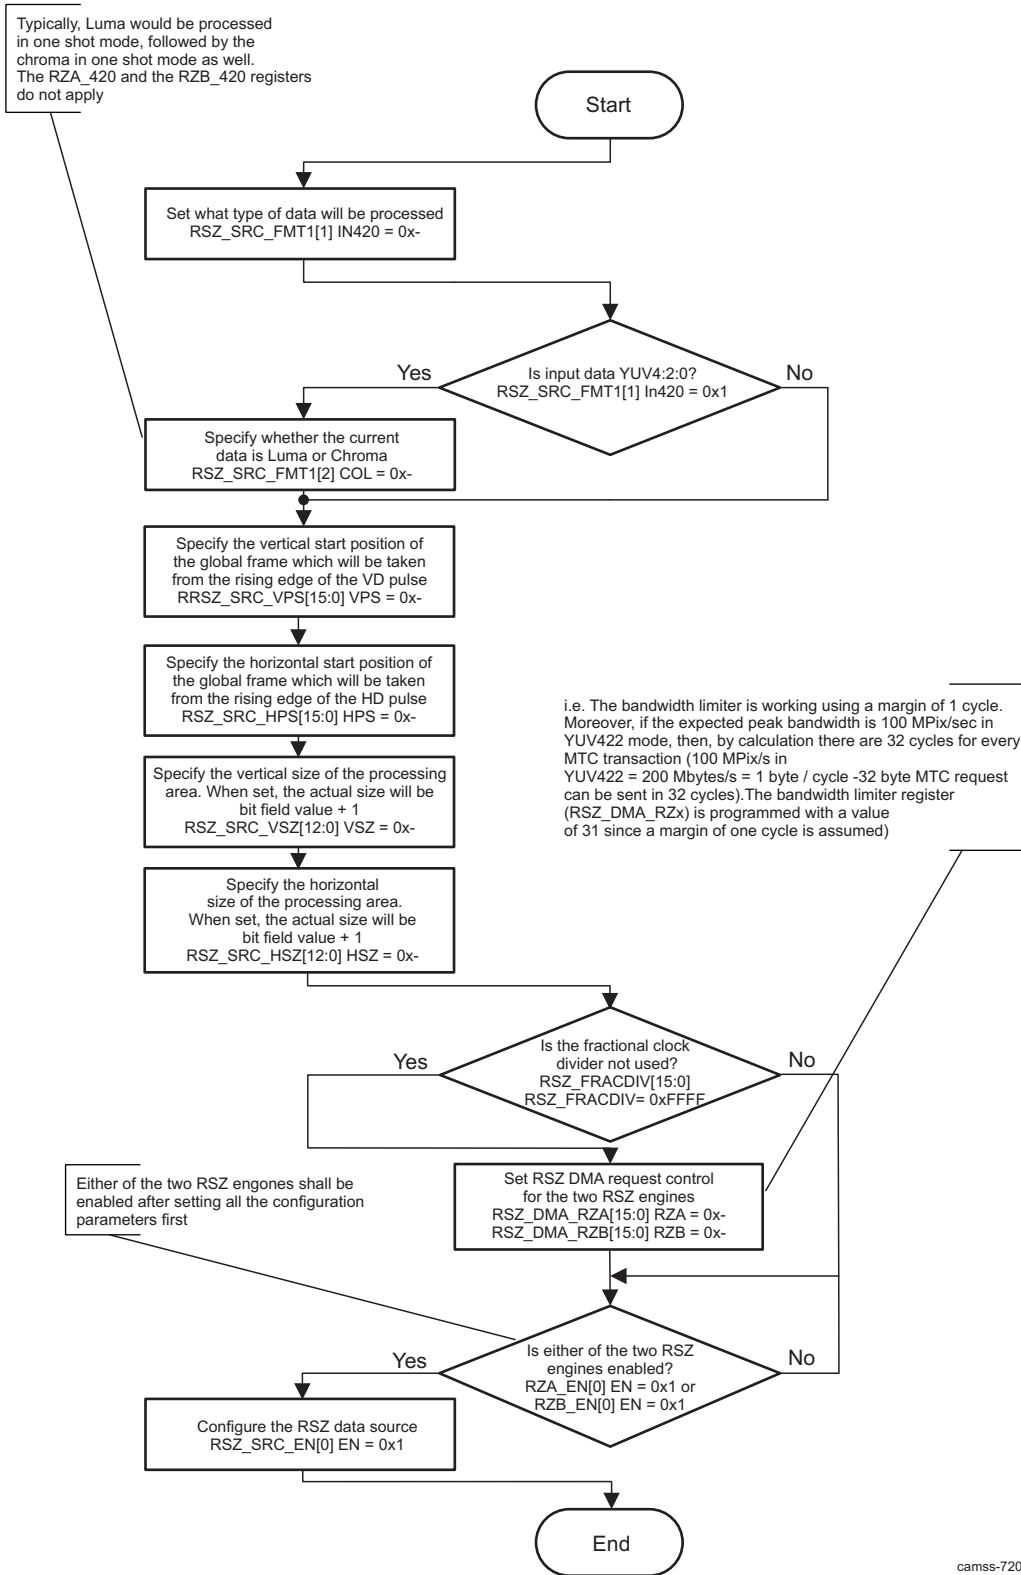 Typically, Luma would be processed
in one shot mode, followed by the
chroma in one shot mode as well.
The RZA_420 and the RZB_420 registers
do not apply
Start
Set what type of data will be processed
RSZ_SRC_FMT1[1] IN420 = 0x-
Is input data YUV4:2:0?
RSZ_SRC_FMT1[1] In420 = 0x1
Yes
No
Specify whether the current
data is Luma or Chroma
RSZ_SRC_FMT1[2] COL = 0x-
Specify the vertical start position of
the global frame which will be taken
from the rising edge of the VD pulse
RRSZ_SRC_VPS[15:0] VPS = 0x-
Specify the horizontal start position of
the global frame which will be taken
from the rising edge of the HD pulse
RSZ_SRC_HPS[15:0] HPS = 0x-
i.e. The bandwidth limiter is working using a margin of 1 cycle.
Moreover, if the expected peak bandwidth is 100 MPix/sec in
YUV422 mode, then, by calculation there are 32 cycles for every
MTC transaction (100 MPix/s in
YUV422 = 200 Mbytes/s = 1 byte / cycle -32 byte MTC request
can be sent in 32 cycles).The bandwidth limiter register
(RSZ_DMA_RZx) is programmed with a value
of 31 since a margin of one cycle is assumed)
Specify the vertical size of the processing
area. When set, the actual size will be
bit field value + 1
RSZ_SRC_VSZ[12:0] VSZ = 0x-
Specify the horizontal
size of the processing area.
When set, the actual size will be
bit field value + 1
RSZ_SRC_HSZ[12:0] HSZ = 0x-
Is the fractional clock
divider not used?
RSZ_FRACDIV[15:0]
RSZ_FRACDIV= 0xFFFF
Yes
No
Set RSZ DMA request control
for the two RSZ engines
RSZ_DMA_RZA[15:0] RZA = 0x-
RSZ_DMA_RZB[15:0] RZB = 0x-
Either of the two RSZ engones shall be
enabled after setting all the configuration
parameters first
Is either of the two RSZ
engines enabled?
RZA_EN[0] EN = 0x1 or
RZB_EN[0] EN = 0x1
Yes
No
Configure the RSZ data source
RSZ_SRC_EN[0] EN = 0x1
End
camss-720